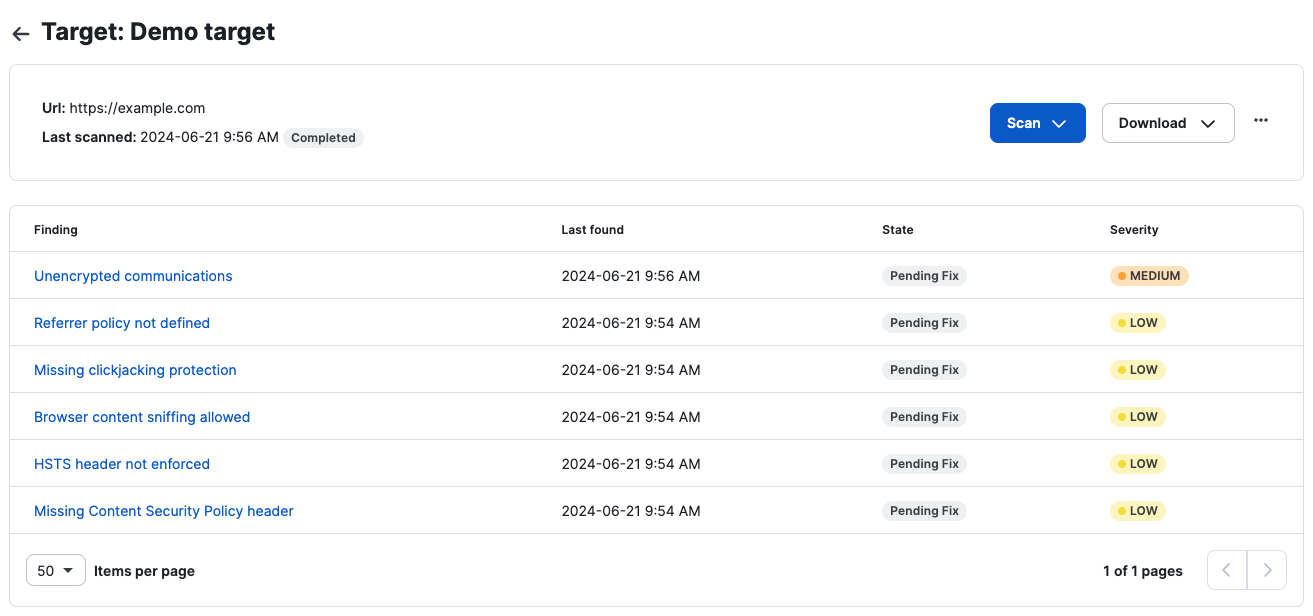 Target: Demo target
Url: https://example.com
Last scanned: 2024-06-21 9:56 AM Completed
Scan
Download
Finding Last found State Severity
Unencrypted communications 2024-06-21 9:56 AM Pending Fix MEDIUM
Referrer policy not defined 2024-06-21 9:54 AM Pending Fix LOW
Missing clickjacking protection 2024-06-21 9:54 AM Pending Fix LOW
Browser content sniffing allowed 2024-06-21 9:54 AM Pending Fix LOW
HSTS header not enforced 2024-06-21 9:54 AM Pending Fix LOW
Missing Content Security Policy header 2024-06-21 9:54 AM Pending Fix LOW
50 Items per page 1 of 1 pages